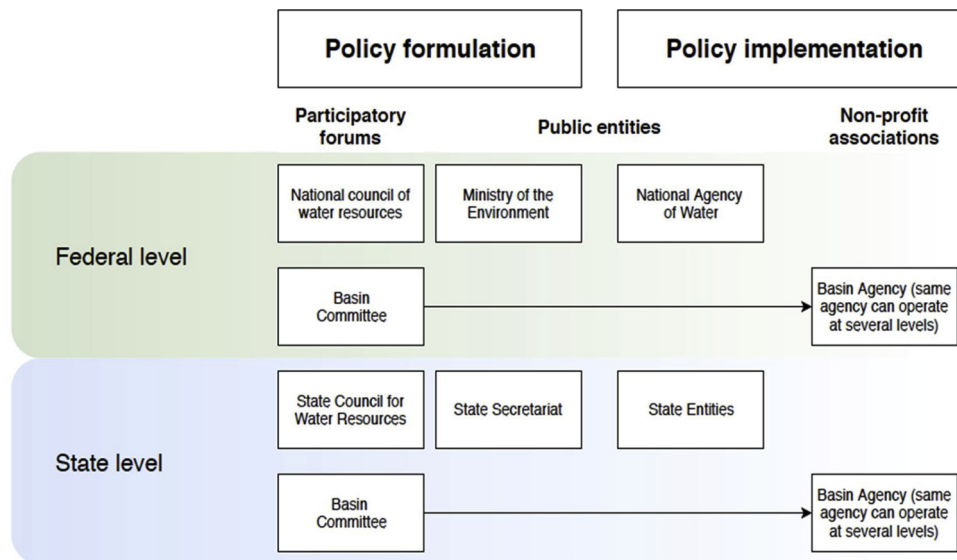 Policy formulation
Policy implementation
Participatory
forums
Public entities
Non-profit
associations
Federal level
National council of
water resources
Ministry of the
Environment
National Agency
of Water
Basin
Committee
Basin Agency (same
agency can operate
at several levels)
State level
State Council for
Water Resources
State Secretariat
State Entities
Basin
Committee
Basin Agency (same
agency can operate
at several levels)